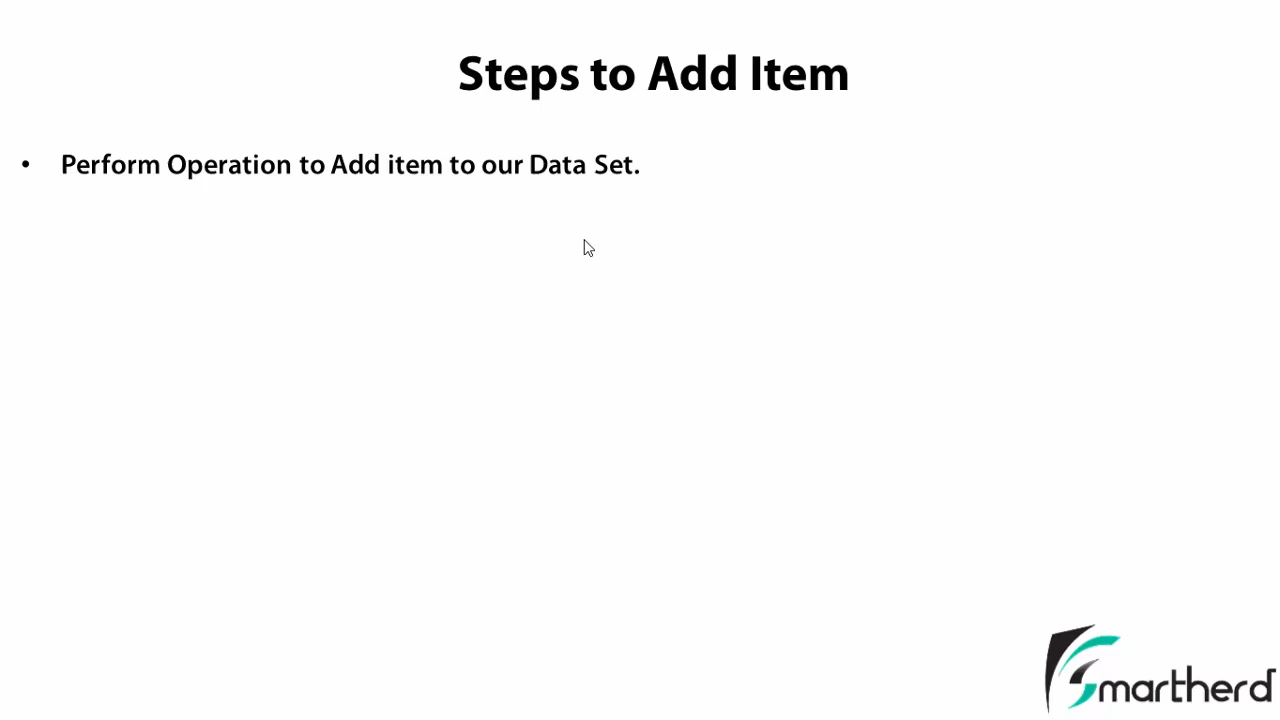 Steps to Add Item
• Perform Operation to Add item to our Data Set.
Smartherd